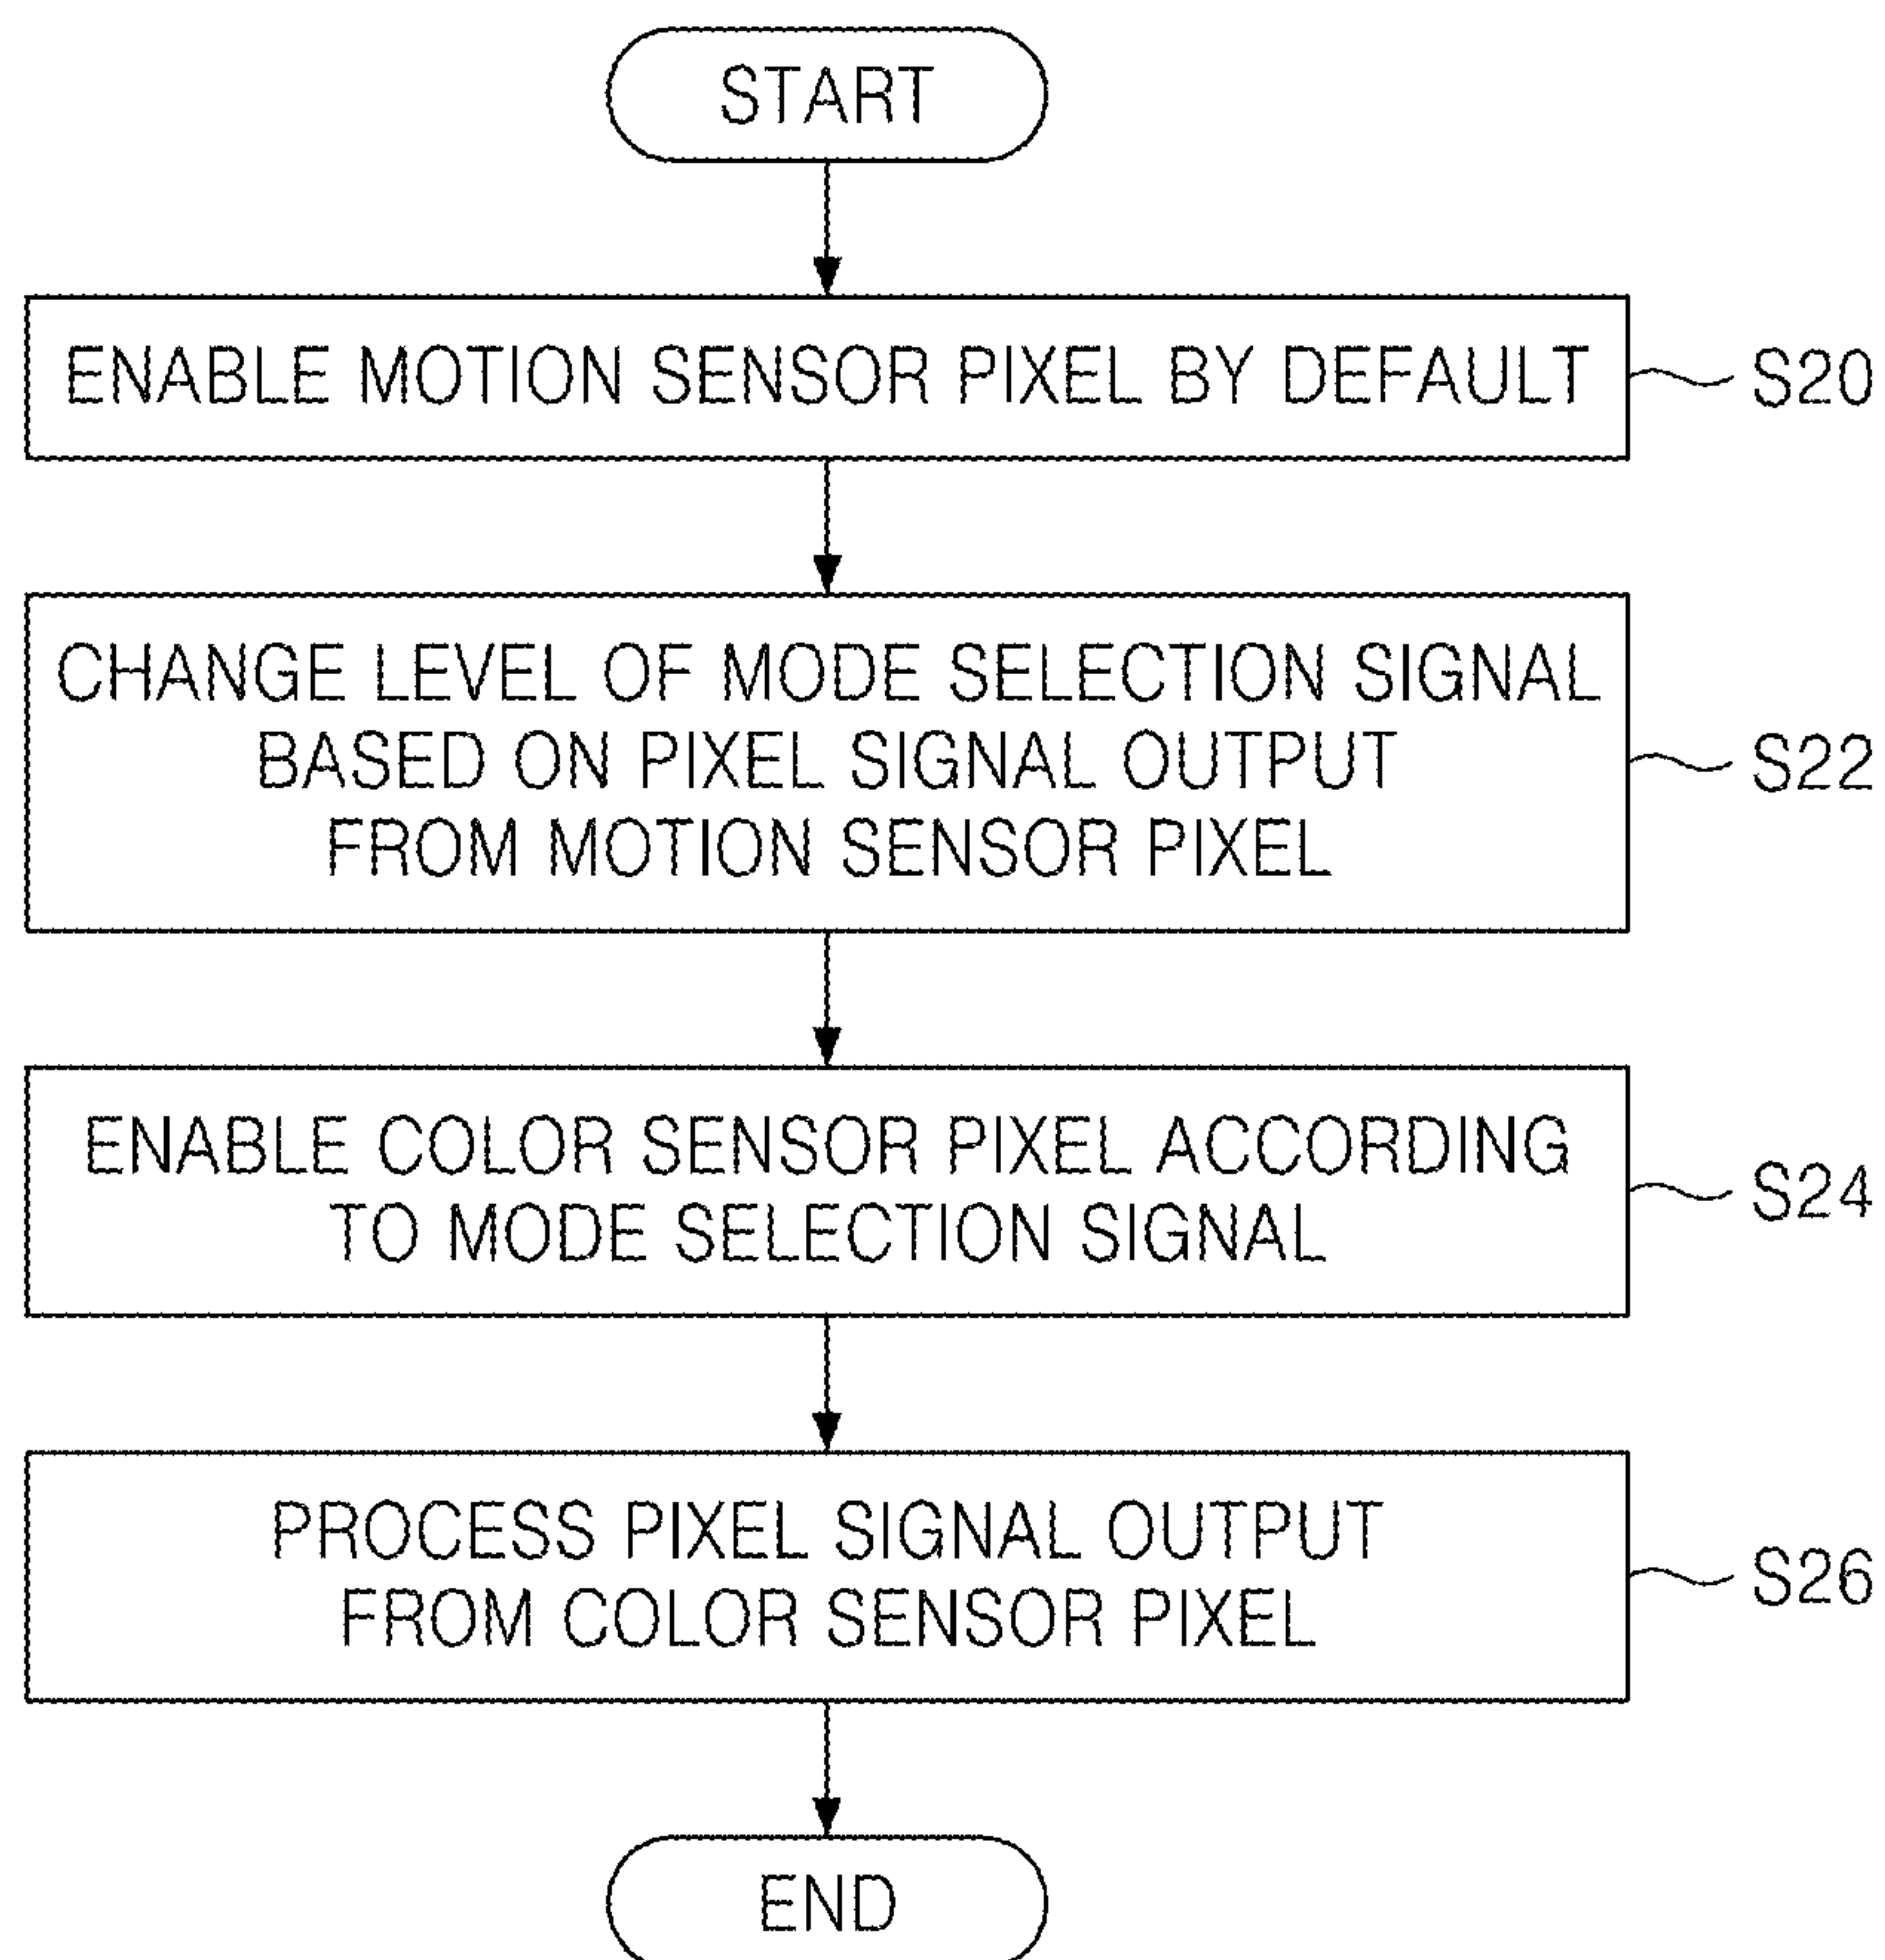 START
ENABLE MOTION SENSOR PIXEL BY DEFAULT
S20
CHANGE LEVEL OF MODE SELECTION SIGNAL
BASED ON PIXEL SIGNAL OUTPUT
FROM MOTION SENSOR PIXEL
S22
ENABLE COLOR SENSOR PIXEL ACCORDING
TO MODE SELECTION SIGNAL
S24
PROCESS PIXEL SIGNAL OUTPUT
FROM COLOR SENSOR PIXEL
S26
END